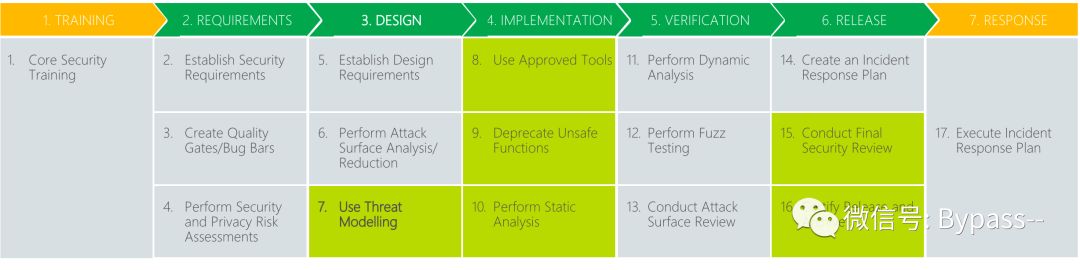 1. TRAINING
2. REQUIREMENTS
3. DESIGN
4. IMPLEMENTATION
5. VERIFICATION
6. RELEASE
7. RESPONSE
1. Core Security
Training
2. Establish Security
Requirements
3. Create Quality
Gates/Bug Bars
4. Perform Security
and Privacy Risk
Assessments
5. Establish Design
Requirements
6. Perform Attack
Surface Analysis/
Reduction
7. Use Threat
Modelling
8. Use Approved Tools
9. Deprecate Unsafe
Functions
10. Perform Static
Analysis
11. Perform Dynamic
Analysis
12. Perform Fuzz
Testing
13. Conduct Attack
Surface Review
14. Create an Incident
Response Plan
15. Conduct Final
Security Review
16. Release and
17. Execute Incident
Response Plan
微信号: Bypass--